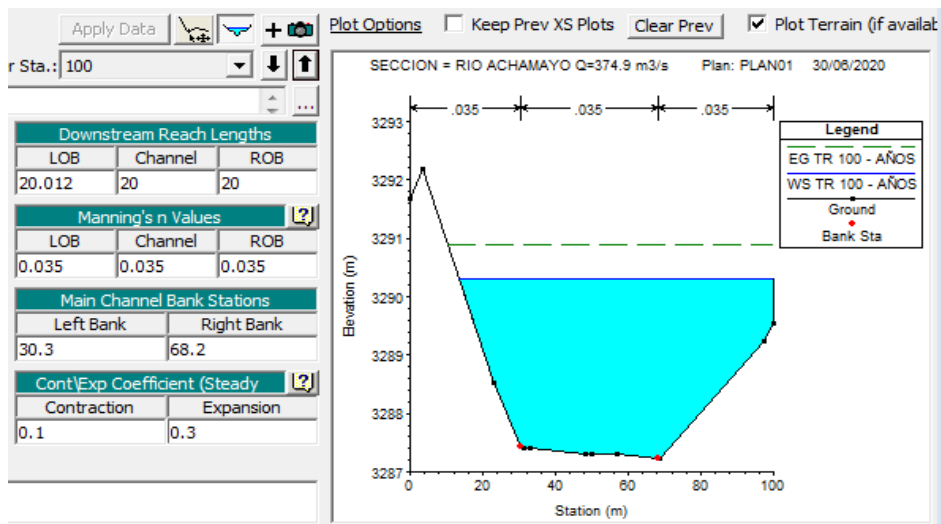 Apply Data
Plot Options Keep Prev XS Plots Clear Prev Plot Terrain (if availab
r Sta.: 100
...
Downstream Reach Lengths
LOB Channel ROB
20.012 20 20
Manning's n Values ?
LOB Channel ROB
0.035 0.035 0.035
Main Channel Bank Stations
Left Bank Right Bank
30.3 68.2
Cont\Exp Coefficient (Steady ?
Contraction Expansion
0.1 0.3
SECCION = RIO ACHAMAYO Q=374.9 m3/s Plan: PLAN01 30/06/2020
.035 .035 .035
Legend
EG TR 100 - AÑOS
WS TR 100 - AÑOS
Ground
Bank Sta
Elevation (m)
3293
3292
3291
3290
3289
3288
3287
0 20 40 60 80 100
Station (m)